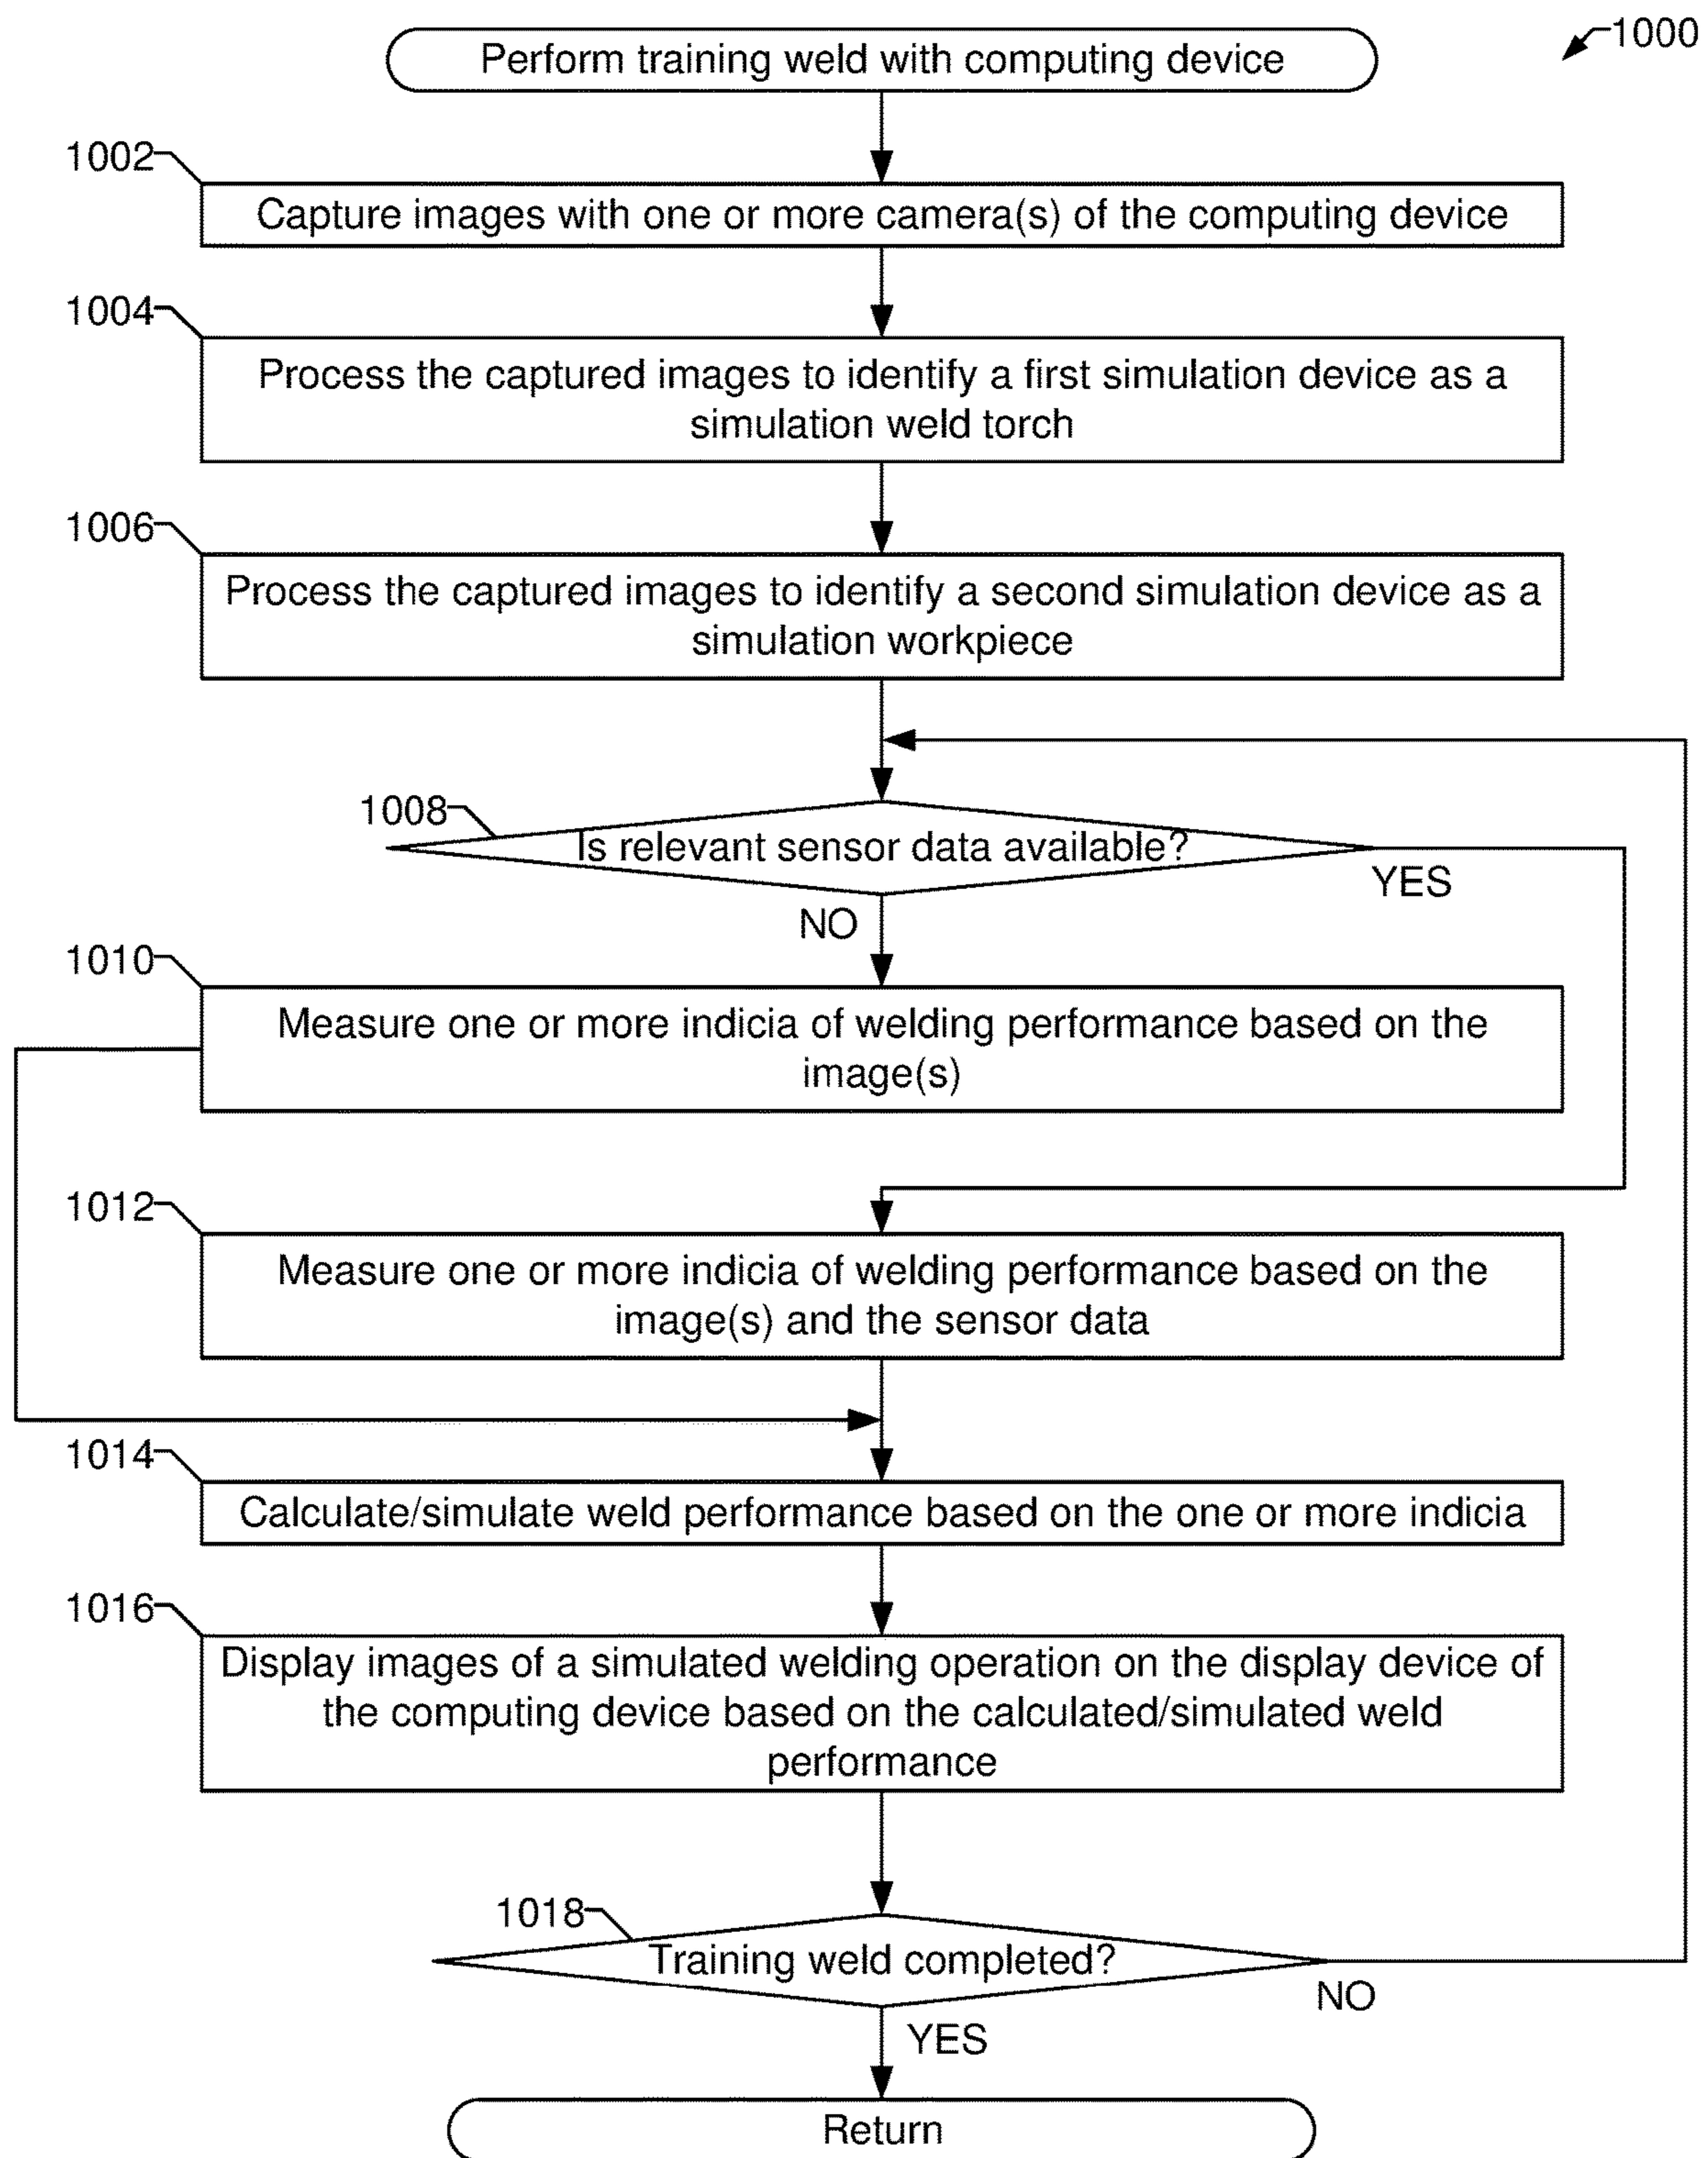 1000
Perform training weld with computing device
1002
Capture images with one or more camera(s) of the computing device
1004
Process the captured images to identify a first simulation device as a
simulation weld torch
1006
Process the captured images to identify a second simulation device as a
simulation workpiece
1008
Is relevant sensor data available?
YES
NO
1010
Measure one or more indicia of welding performance based on the
image(s)
1012
Measure one or more indicia of welding performance based on the
image(s) and the sensor data
1014
Calculate/simulate weld performance based on the one or more indicia
1016
Display images of a simulated welding operation on the display device of
the computing device based on the calculated/simulated weld
performance
1018
Training weld completed?
NO
YES
Return